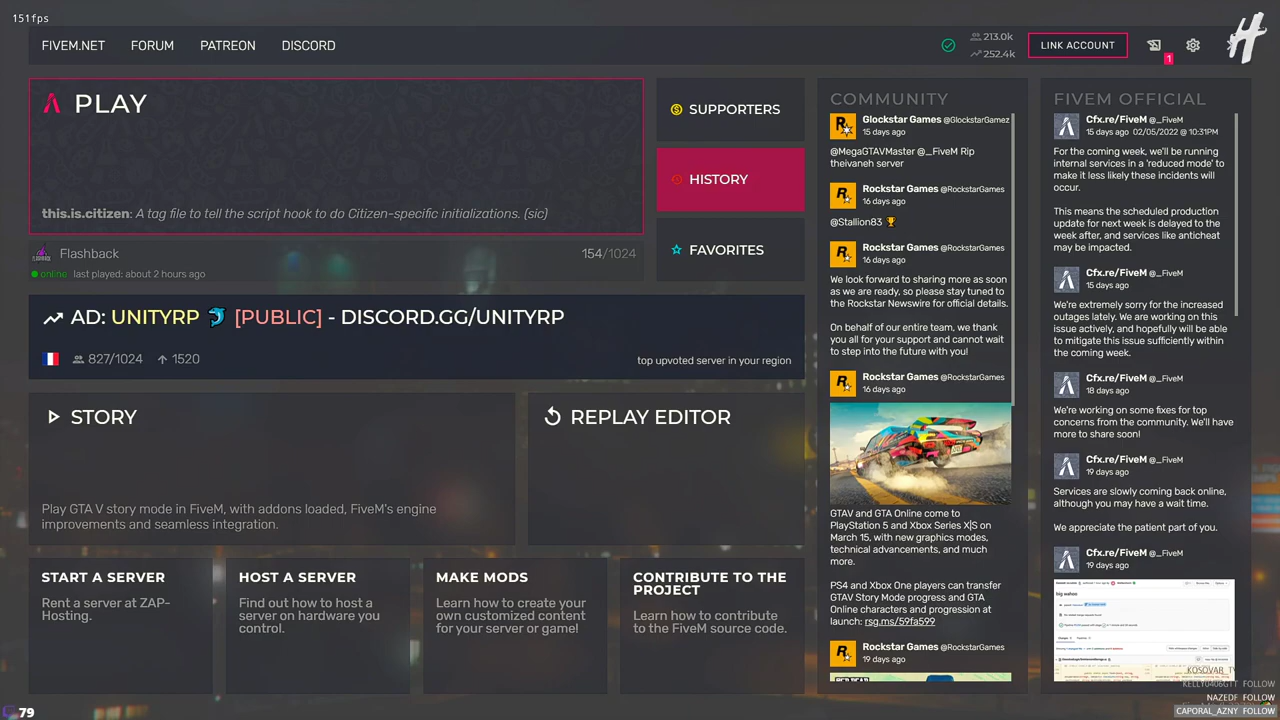 151fps
FIVEM.NET
FORUM
PATREON
DISCORD
213.0k
252.4k
LINK ACCOUNT
1
PLAY
this.is.citizen: A tag file to tell the script hook to do Citizen-specific initializations. (sic)
Flashback
154/1024
online last played: about 2 hours ago
SUPPORTERS
HISTORY
FAVORITES
AD: UNITYRP [PUBLIC] - DISCORD.GG/UNITYRP
827/1024 1520
top upvoted server in your region
STORY
Play GTA V story mode in FiveM, with addons loaded, FiveM's engine
improvements and seamless integration.
REPLAY EDITOR
START A SERVER
Rent a server at ZAP-
Hosting!
HOST A SERVER
Find out how to host a
server (hardware and
skill
MAKE MODS
Learn how to make your
own customizations
CONTRIBUTE TO THE
Learn how to contribute
to the FiveM source code
COMMUNITY
Glockstar Games @GlockstarGamez
15 days ago
@MegaGTAVMaster @_FiveM Rip
theivaneh server
Rockstar Games @RockstarGames
16 days ago
@Stallion83
Rockstar Games @RockstarGames
16 days ago
We look forward to sharing more as soon
as we are ready, so please stay tuned to
the Rockstar Newswire for official details.
On behalf of our entire team, we thank
you all for your support and cannot wait
to step into the future with you!
Rockstar Games @RockstarGames
16 days ago
GTAV and GTA Online come to
PlayStation 5 and Xbox Series X|S on
March 15, with new graphics modes,
technical advancements, and much
more.
PS4 and Xbox One players can transfer
GTAV Story Mode progress and GTA
Online characters and progression at
launch: rsg.ms/59fa699
Rockstar Games @RockstarGames
19 days ago
FIVEM OFFICIAL
Cfx.re/FiveM @_FiveM
15 days ago 02/05/2022 @ 10:31PM
For the coming week, we'll be running
internal services in a 'reduced mode' to
make it less likely these incidents will
occur.
This means the scheduled production
update for next week is delayed to the
week after, and services like anticheat
may be impacted.
Cfx.re/FiveM @_FiveM
15 days ago
We're extremely sorry for the increased
outages lately. We are working on this
issue actively, and hopefully will be able
to mitigate this issue sufficiently within
the coming week.
Cfx.re/FiveM @_FiveM
18 days ago
We're working on some fixes for top
concerns from the community. We'll have
more to share soon!
Cfx.re/FiveM @_FiveM
19 days ago
Services are slowly coming back online,
although you may have a wait time.
We appreciate the patient part of you.
Cfx.re/FiveM @_FiveM
19 days ago
big wahoo
KELLY0406GTT FOLLOW
NAZEDF FOLLOW
CAPORAL_AZNY FOLLOW
79